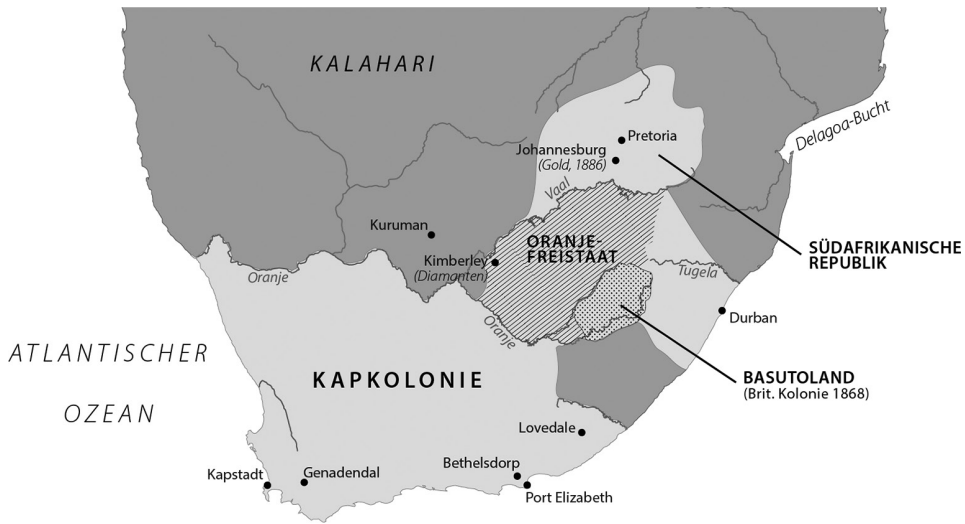 KALAHARI
Delagoa-Bucht
Pretoria
Johannesburg
(Gold, 1886)
Vaal
Kuruman
ORANJE-
FREISTAAT
SÜDAFRIKANISCHE
REPUBLIK
Kimberley
(Diamanten)
Oranje
Tugela
Durban
Oranje
ATLANTISCHER
OZEAN
KAPKOLONIE
BASUTOLAND
(Brit. Kolonie 1868)
Lovedale
Bethelsdorp
Kapstadt
Genadendal
Port Elizabeth